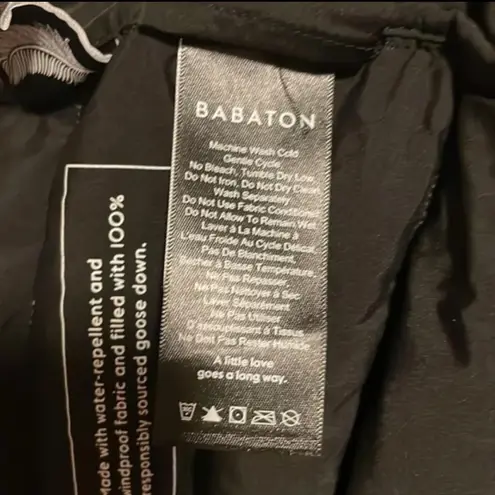 BABATON
Machine Wash Cold
Gentle Cycle
No Bleach, Tumble Dry Low
Do Not Iron, Do Not Dry Clean
Wash Separately
Do Not Use Fabric Conditioner
Do Not Allow To Remain Wet
Laver à La Machine à
L'eau Froide Au Cycle Délicat
Pas De Blanchiment,
Séchez à Basse Température,
Ne Pas Repasser,
Ne Pas Nettoyer à Sec
Laver Séparément
Ne Pas Utiliser
D'assouplissant à Tissus
Ne Doit Pas Rester Humide
A little love
goes a long way.
Made with water-repellent and
windproof fabric and filled with 100%
responsibly sourced goose down.